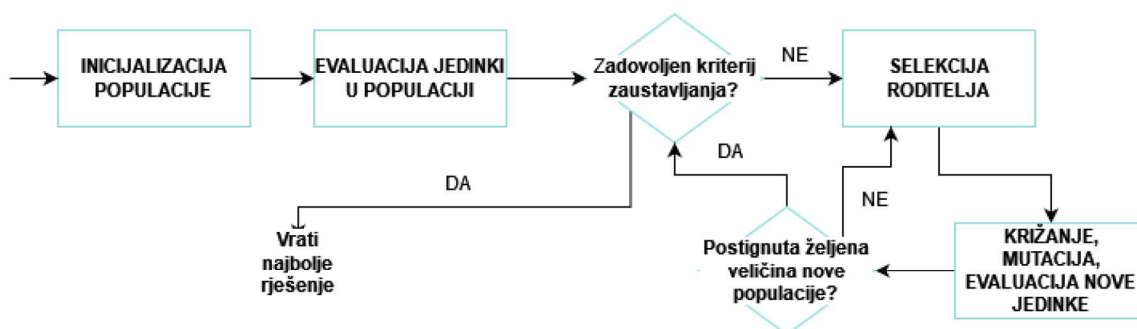 INICIJALIZACIJA
POPULACIJE
EVALUACIJA JEDINKI
U POPULACIJI
Zadovoljen kriterij
zaustavljanja?
NE
SELEKCIJA
RODITELJA
DA
DA
NE
Vrati
najbolje
rješenje
Postignuta željena
veličina nove
populacije?
KRIŽANJE,
MUTACIJA,
EVALUACIJA NOVE
JEDINKE